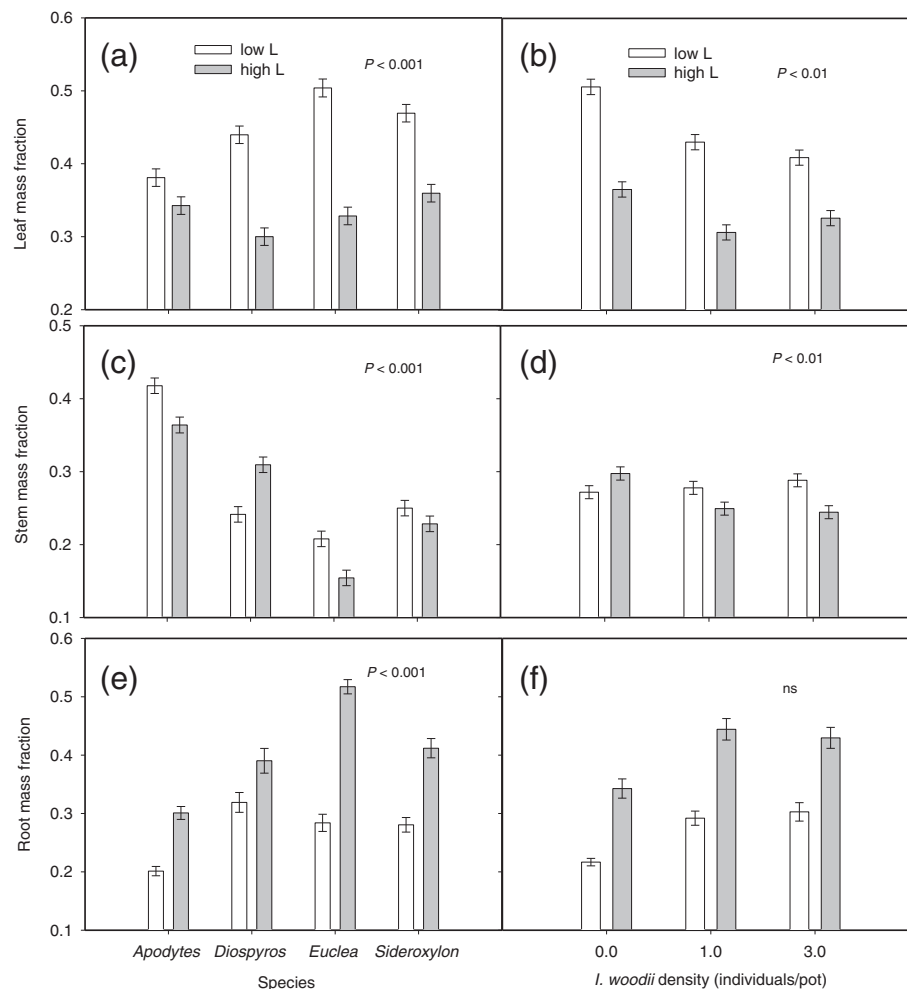 0.6
(a)
low L
high L
P < 0.001
0.5
0.4
0.3
0.2
Leaf mass fraction
(b)
low L
high L
P < 0.01
0.5
(c)
P < 0.001
0.4
0.3
0.2
0.1
Stem mass fraction
(d)
P < 0.01
0.6
(e)
P < 0.001
0.5
0.4
0.3
0.2
0.1
Root mass fraction
Apodytes Diospyros Euclea Sideroxylon
Species
(f)
ns
0.0 1.0 3.0
I. woodii density (individuals/pot)